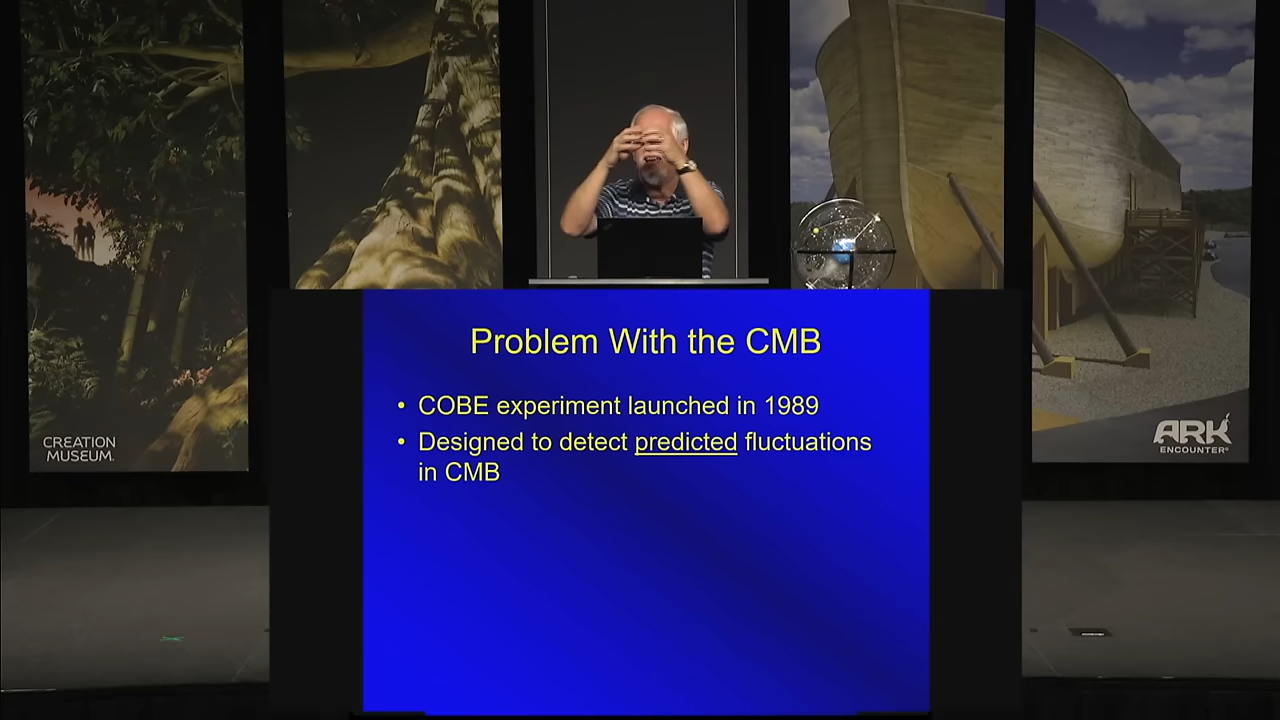 Problem With the CMB
• COBE experiment launched in 1989
• Designed to detect predicted fluctuations
in CMB
CREATION
MUSEUM.
ARK
ENCOUNTER®